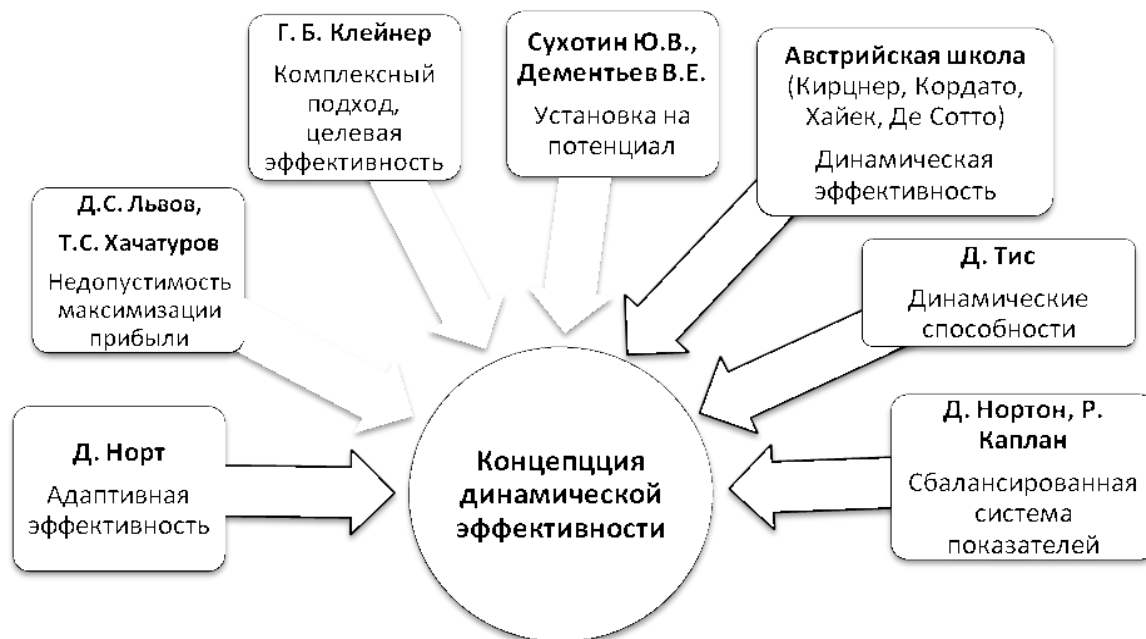 Г. Б. Клейнер
Комплексный
подход,
целевая
эффективность
Сухотин Ю.В.,
Дементьев В.Е.
Установка на
потенциал
Австрийская школа
(Кирцнер, Кордато,
Хайек, Де Сотто)
Динамическая
эффективность
Д.С. Львов,
Т.С. Хачатуров
Недопустимость
максимизации
прибыли
Д. Тис
Динамические
способности
Д. Норт
Адаптивная
эффективность
Концепцция
динамической
эффективности
Д. Нортон, Р.
Каплан
Сбалансированная
система
показателей